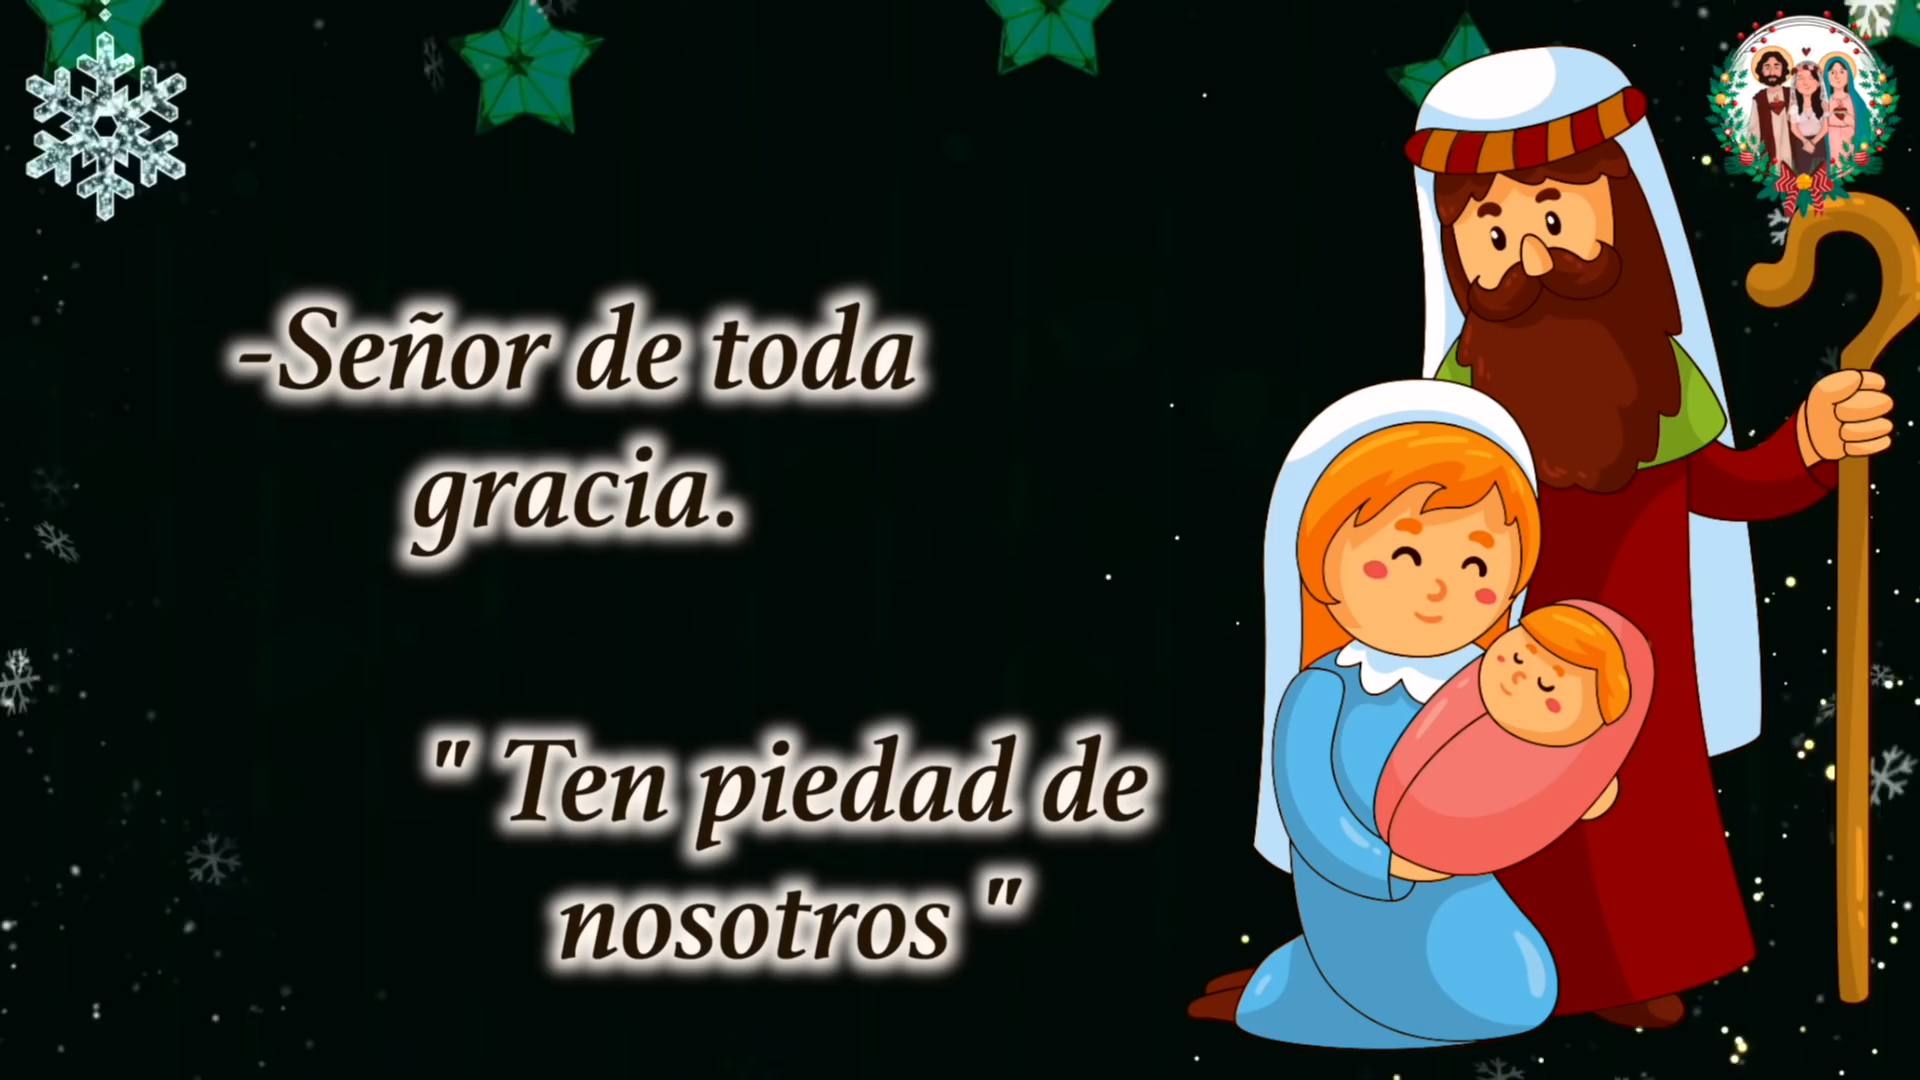 -Señor de toda
gracia.
" Ten piedad de
nosotros "